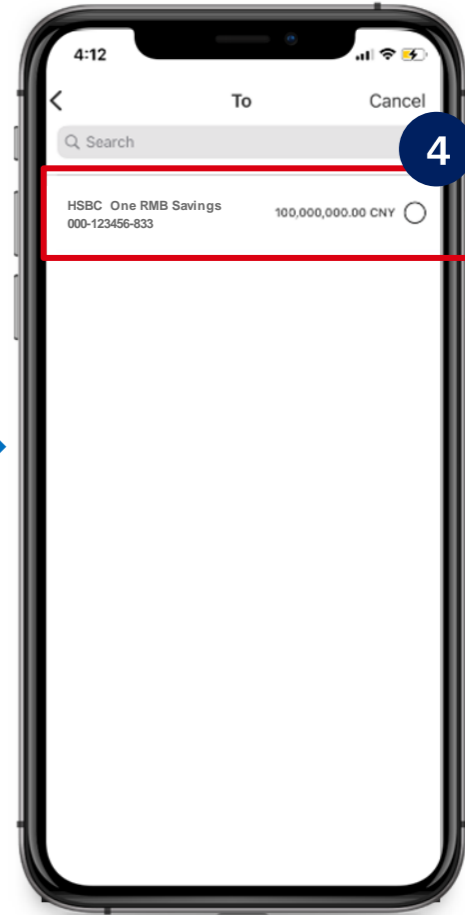 4:12
To Cancel
Search
4
HSBC One RMB Savings
100,000,000.00 CNY
000-123456-833